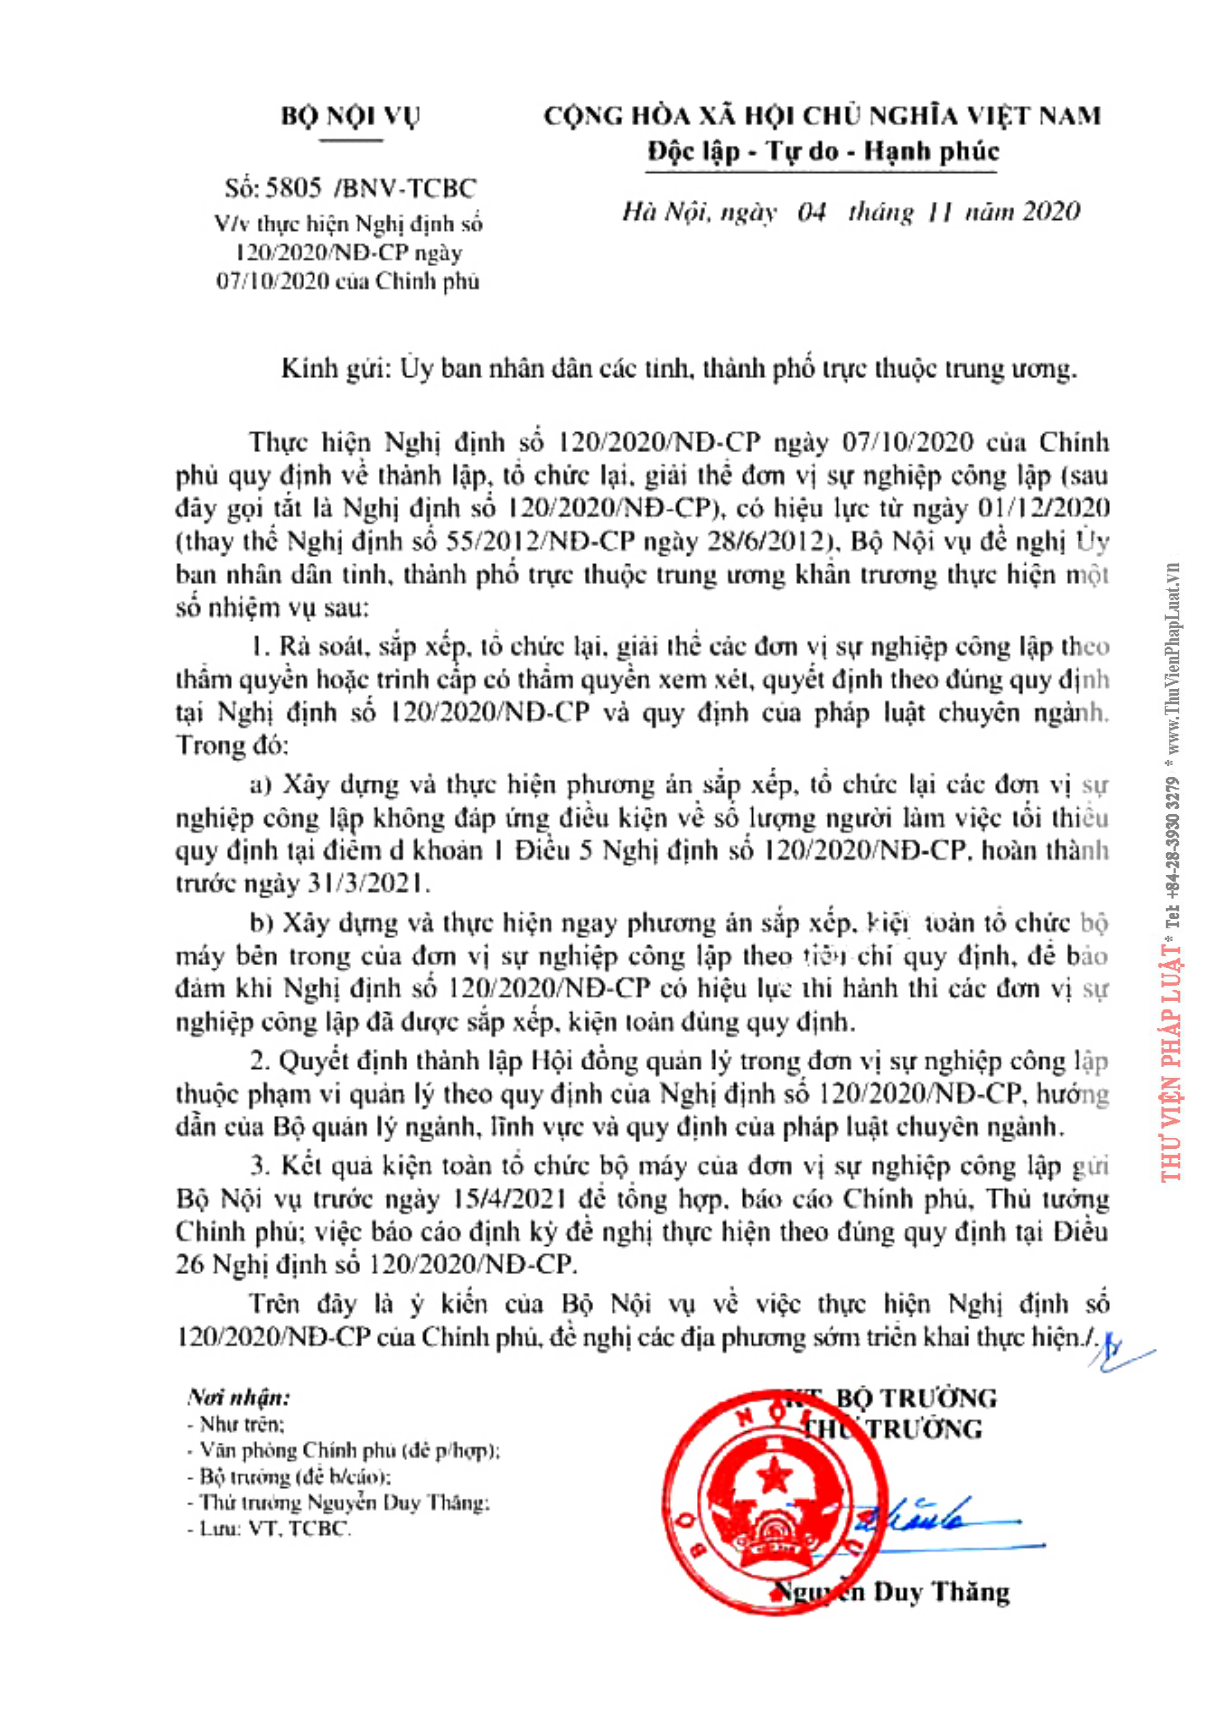 BỘ NỘI VỤ
CỘNG HÒA XÃ HỘI CHỦ NGHĨA VIỆT NAM
Độc lập - Tự do - Hạnh phúc
Số: 5805 /BNV-TCBC
V/v thực hiện Nghị định số
120/2020/NĐ-CP ngày
07/10/2020 của Chính phủ
Hà Nội, ngày 04 tháng 11 năm 2020
Kính gửi: Ủy ban nhân dân các tỉnh, thành phố trực thuộc trung ương.
Thực hiện Nghị định số 120/2020/NĐ-CP ngày 07/10/2020 của Chính
phủ quy định về thành lập, tổ chức lại, giải thể đơn vị sự nghiệp công lập (sau
đây gọi tắt là Nghị định số 120/2020/NĐ-CP), có hiệu lực từ ngày 01/12/2020
(thay thế Nghị định số 55/2012/NĐ-CP ngày 28/6/2012), Bộ Nội vụ đề nghị Ủy
ban nhân dân tỉnh, thành phố trực thuộc trung ương khẩn trương thực hiện một
số nhiệm vụ sau:
1. Rà soát, sắp xếp, tổ chức lại, giải thể các đơn vị sự nghiệp công lập theo
thẩm quyền hoặc trình cấp có thẩm quyền xem xét, quyết định theo đúng quy định
tại Nghị định số 120/2020/NĐ-CP và quy định của pháp luật chuyên ngành.
Trong đó:
a) Xây dựng và thực hiện phương án sắp xếp, tổ chức lại các đơn vị sự
nghiệp công lập không đáp ứng điều kiện về số lượng người làm việc tối thiểu
quy định tại điểm d khoản 1 Điều 5 Nghị định số 120/2020/NĐ-CP, hoàn thành
trước ngày 31/3/2021.
b) Xây dựng và thực hiện ngay phương án sắp xếp, kiện toàn tổ chức bộ
máy bên trong của đơn vị sự nghiệp công lập theo tiêu chí quy định, để bảo
đảm khi Nghị định số 120/2020/NĐ-CP có hiệu lực thi hành thì các đơn vị sự
nghiệp công lập đã được sắp xếp, kiện toàn đúng quy định.
2. Quyết định thành lập Hội đồng quản lý trong đơn vị sự nghiệp công lập
thuộc phạm vi quản lý theo quy định của Nghị định số 120/2020/NĐ-CP, hướng
dẫn của Bộ quản lý ngành, lĩnh vực và quy định của pháp luật chuyên ngành.
3. Kết quả kiện toàn tổ chức bộ máy của đơn vị sự nghiệp công lập gửi
Bộ Nội vụ trước ngày 15/4/2021 để tổng hợp, báo cáo Chính phủ, Thủ tướng
Chính phủ; việc báo cáo định kỳ đề nghị thực hiện theo đúng quy định tại Điều
26 Nghị định số 120/2020/NĐ-CP.
Trên đây là ý kiến của Bộ Nội vụ về việc thực hiện Nghị định số
120/2020/NĐ-CP của Chính phủ, đề nghị các địa phương sớm triển khai thực hiện./.
Nơi nhận:
- Như trên;
- Văn phòng Chính phủ (để p/hợp);
- Bộ trưởng (để b/cáo);
- Thứ trưởng Nguyễn Duy Thăng;
- Lưu: VT, TCBC.
KT. BỘ TRƯỞNG
THỨ TRƯỞNG
BỘ NỘI VỤ
Nguyễn Duy Thăng
THƯ VIỆN PHÁP LUẬT * Tel: +84-28-3930 3279 * www.ThuVienPhapLuat.vn